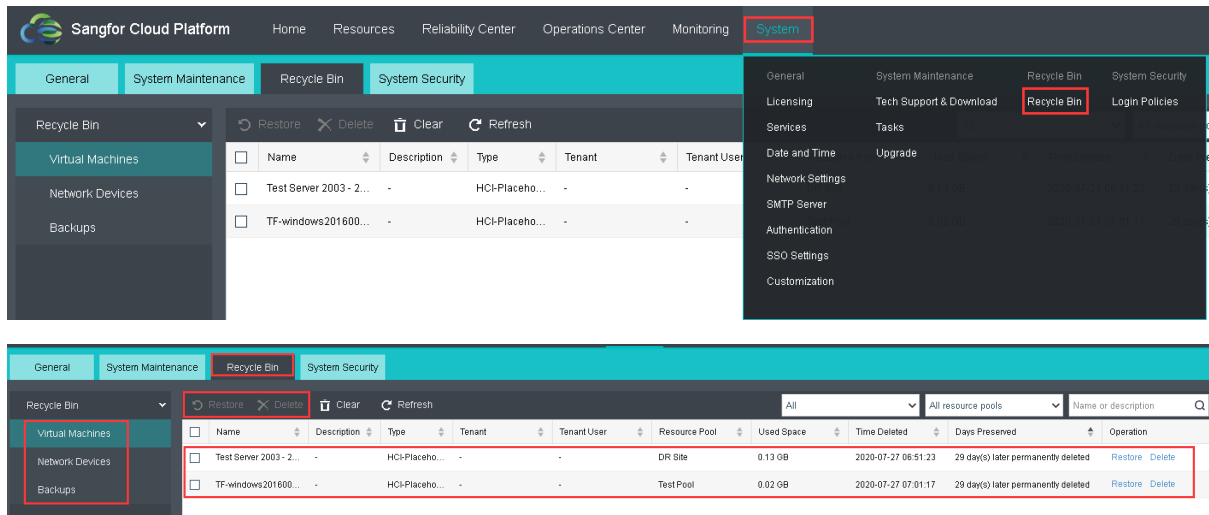 Sangfor Cloud Platform Home Resources Reliability Center Operations Center Monitoring System
General System Maintenance Recycle Bin System Security
General System Maintenance Recycle Bin System Security
Licensing Tech Support & Download Recycle Bin Login Policies
Services Tasks
Date and Time Upgrade
Network Settings
SMTP Server
Authentication
SSO Settings
Customization
Recycle Bin Restore Delete Clear Refresh
Virtual Machines
Network Devices
Backups
Name Description Type Tenant Tenant User
Test Server 2003 - 2... - HCI-Placeho... - -
TF-windows201600... - HCI-Placeho... - -
General System Maintenance Recycle Bin System Security
Recycle Bin Restore Delete Clear Refresh All All resource pools Name or description
Virtual Machines
Network Devices
Backups
Name Description Type Tenant Tenant User Resource Pool Used Space Time Deleted Days Preserved Operation
Test Server 2003 - 2... - HCI-Placeho... - - DR Site 0.13 GB 2020-07-27 06:51:23 29 day(s) later permanently deleted Restore Delete
TF-windows201600... - HCI-Placeho... - - Test Pool 0.02 GB 2020-07-27 07:01:17 29 day(s) later permanently deleted Restore Delete